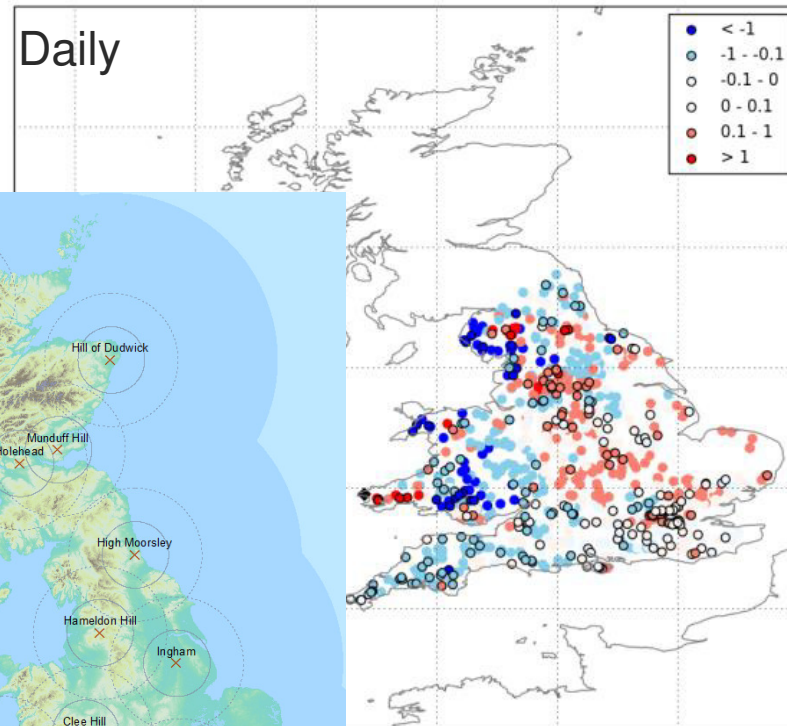 Daily
< -1
-1 - -0.1
-0.1 - 0
0 - 0.1
0.1 - 1
> 1
Hill of Dudwick
Munduff Hill
Holehead
High Moorsley
Hameldon Hill
Ingham
Clee Hill